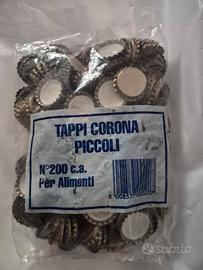 TAPPI CORONA
PICCOLI
N°200 c.a.
Per Alimenti
subito